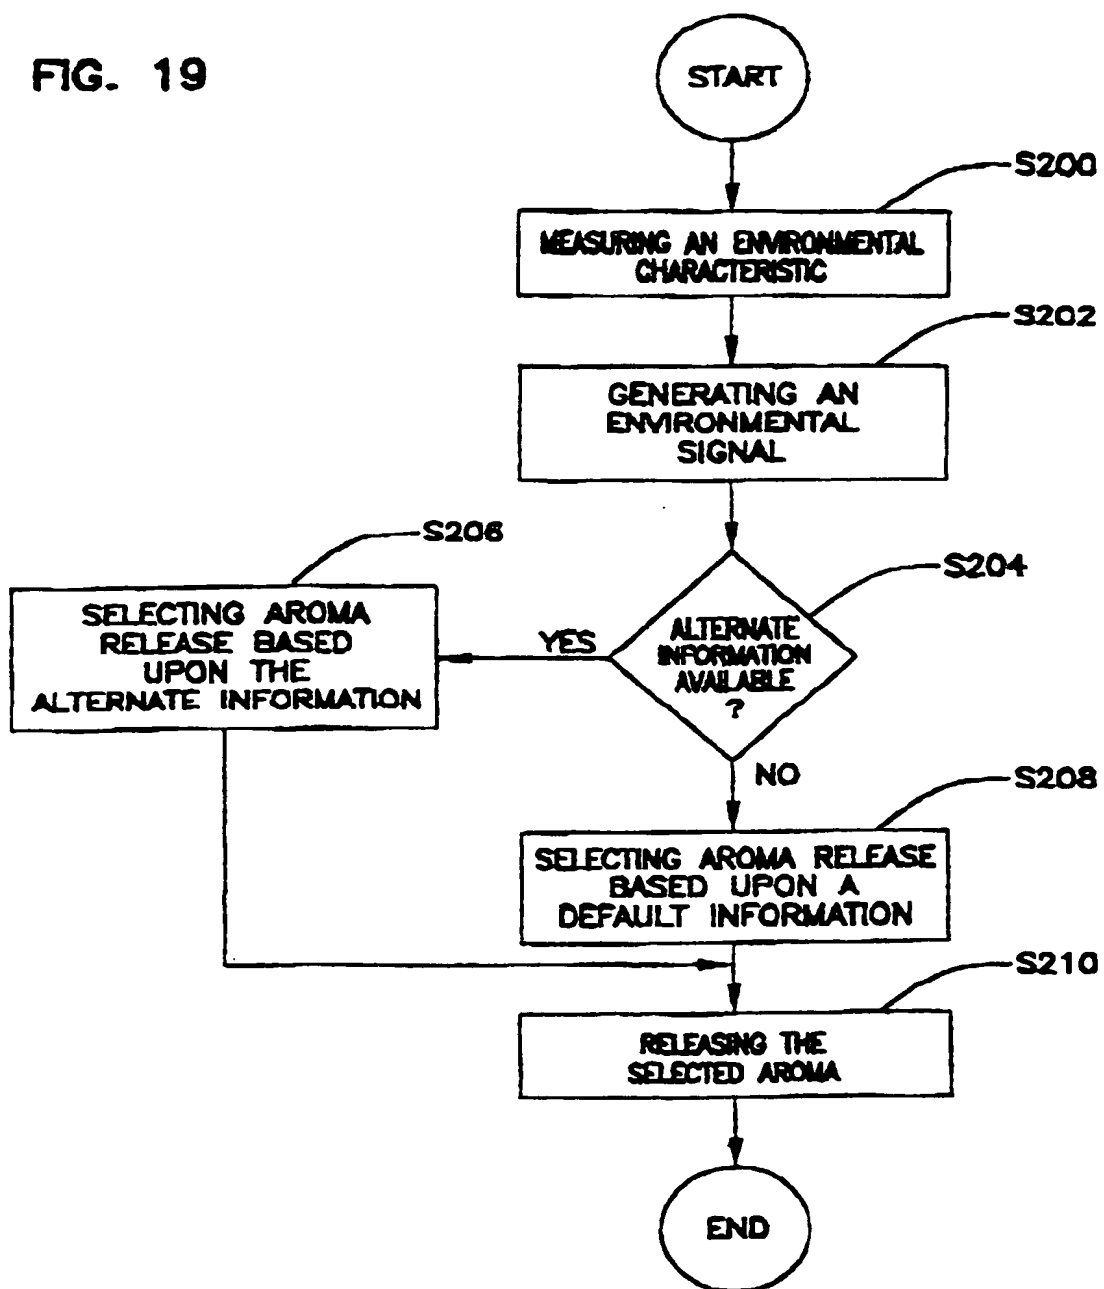 FIG. 19
START
S200
MEASURING AN ENVIRONMENTAL
CHARACTERISTIC
S202
GENERATING AN
ENVIRONMENTAL
SIGNAL
S204
ALTERNATE
INFORMATION
AVAILABLE
?
YES
S206
SELECTING AROMA
RELEASE BASED
UPON THE
ALTERNATE INFORMATION
NO
S208
SELECTING AROMA RELEASE
BASED UPON A
DEFAULT INFORMATION
S210
RELEASING THE
SELECTED AROMA
END